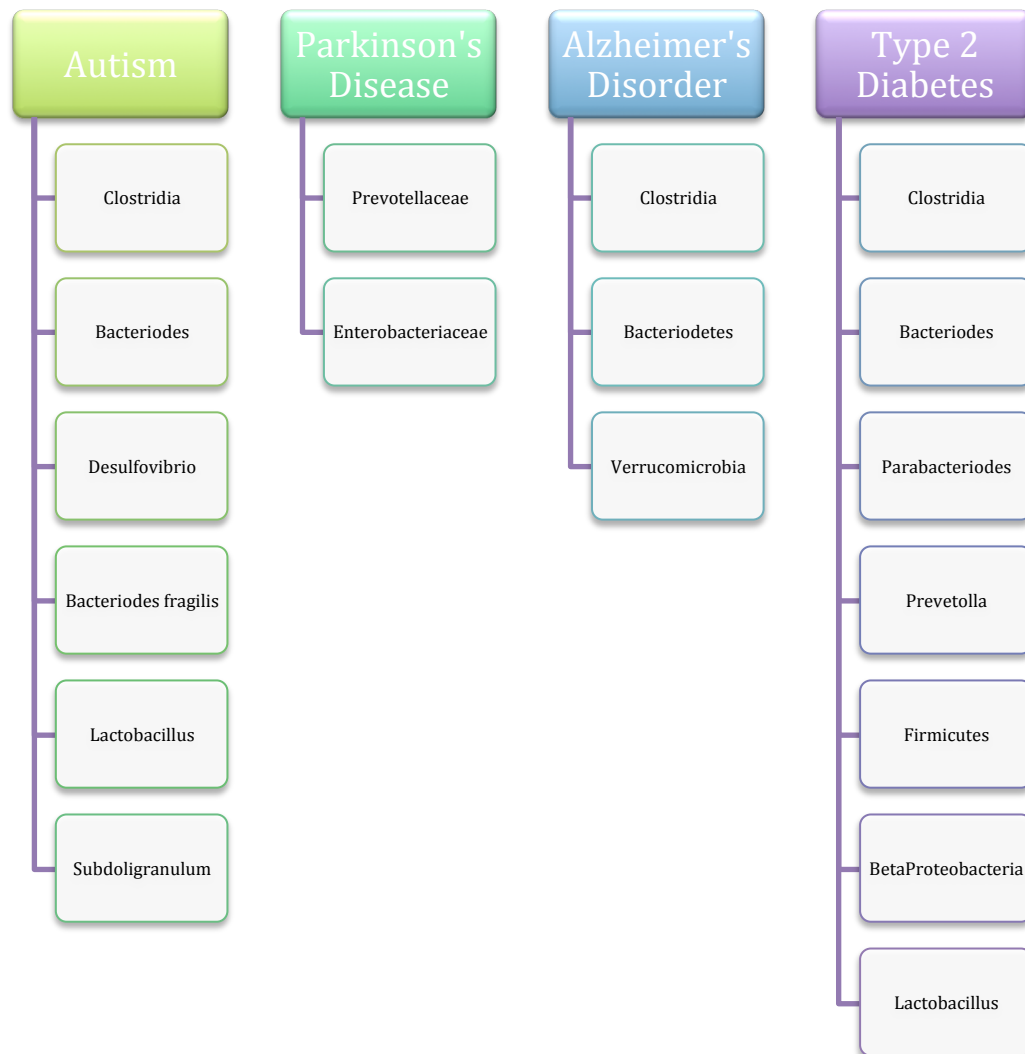 Autism
Clostridia
Bacteriodes
Desulfovibrio
Bacteriodes fragilis
Lactobacillus
Subdoligranulum
Parkinson's
Disease
Prevotellaceae
Enterobacteriaceae
Alzheimer's
Disorder
Clostridia
Bacteriodetes
Verrucomicrobia
Type 2
Diabetes
Clostridia
Bacteriodes
Parabacteriodes
Prevetolla
Firmicutes
BetaProteobacteria
Lactobacillus